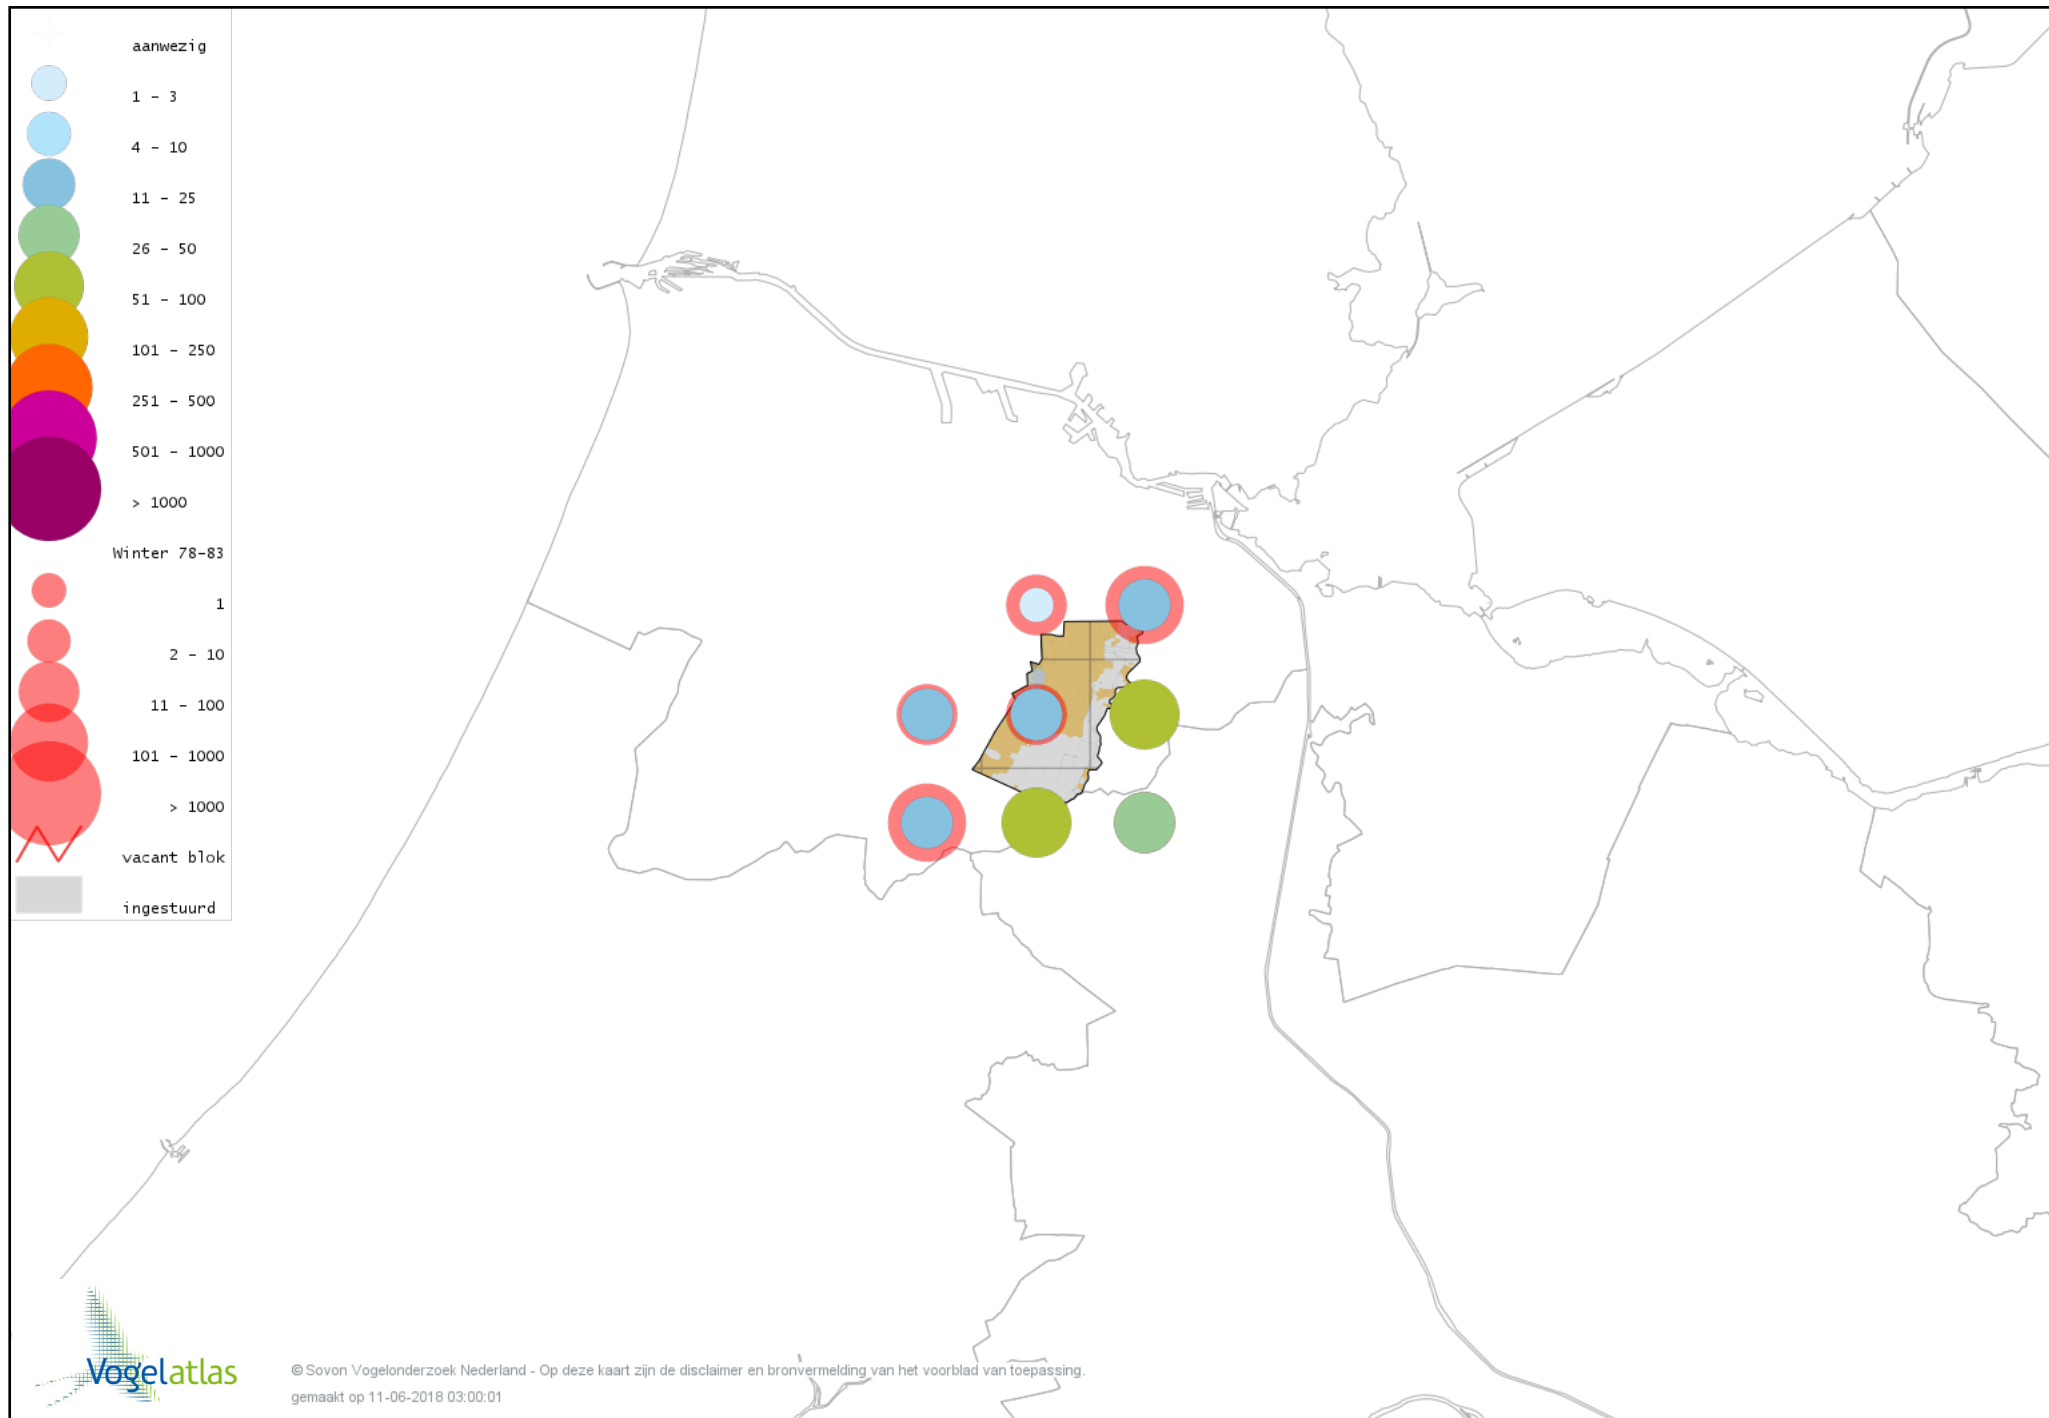 aanwezig
1 - 3
4 - 10
11 - 25
26 - 50
51 - 100
101 - 250
251 - 500
501 - 1000
> 1000
Winter 78-83
1
2 - 10
11 - 100
101 - 1000
> 1000
vacant blok
ingestuurd
Vogelatlas
© Sovon Vogelonderzoek Nederland - Op deze kaart zijn de disclaimer en bronvermelding van het voorblad van toepassing.
gemaakt op 11-06-2018 03:00:01